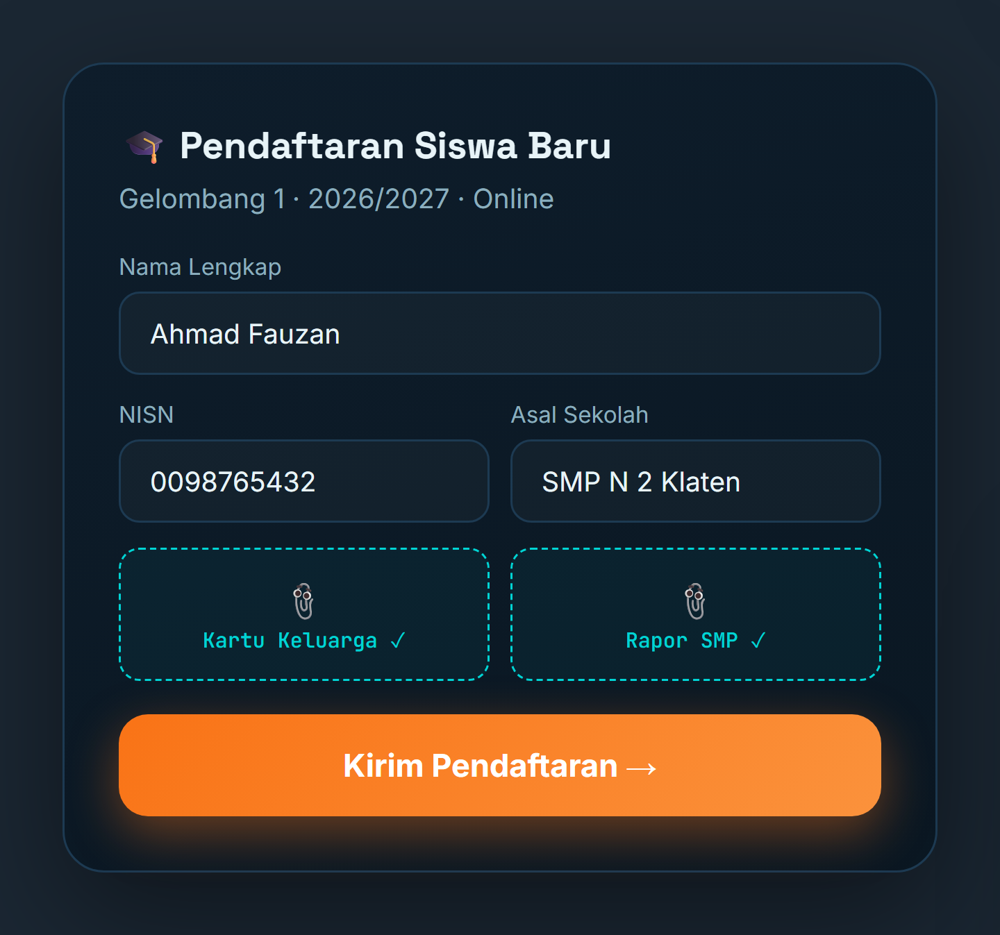 🎓 Pendaftaran Siswa Baru
Gelombang 1 · 2026/2027 · Online
Nama Lengkap
Ahmad Fauzan
NISN
Asal Sekolah
0098765432
SMP N 2 Klaten
Kartu Keluarga ✓
Rapor SMP ✓
Kirim Pendaftaran →